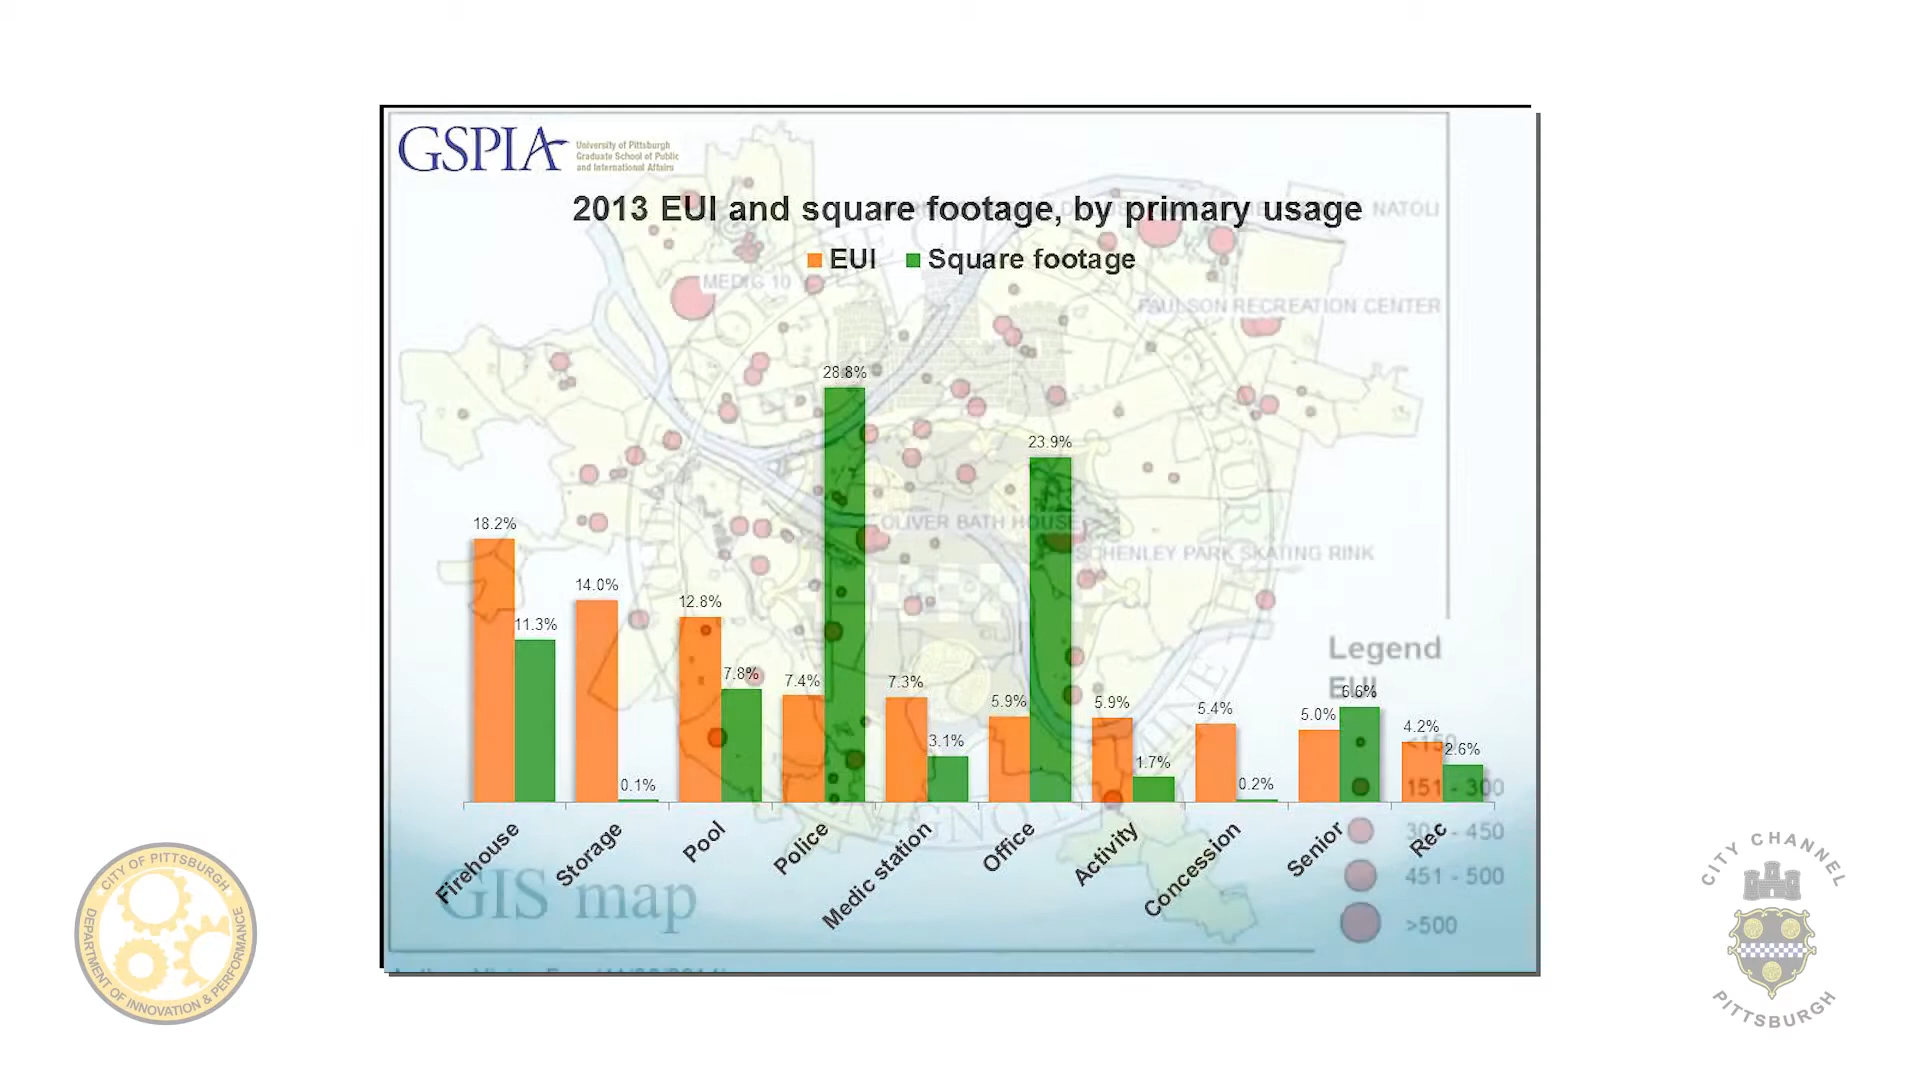 GSPIA
University of Pittsburgh
Graduate School of Public
and International Affairs
2013 EUI and square footage, by primary usage
NATOLI
EUI
Square footage
MEDIC 10
PAULSON RECREATION CENTER
28.8%
23.9%
18.2%
OLIVER BATH HOUSE
SCHENLEY PARK SKATING RINK
14.0%
12.8%
11.3%
Legend
EUI
7.8%
7.4%
7.3%
5.9%
5.9%
5.4%
5.0%
6.6%
4.2%
3.1%
1.7%
0.1%
0.2%
<150
2.6%
151 - 300
Firehouse
Storage
Pool
Police
Medic station
Office
Activity
Concession
Senior
Rec
450
451 - 500
>500
GIS map
CITY OF PITTSBURGH
DEPARTMENT OF INNOVATION & PERFORMANCE
CITY CHANNEL
PITTSBURGH